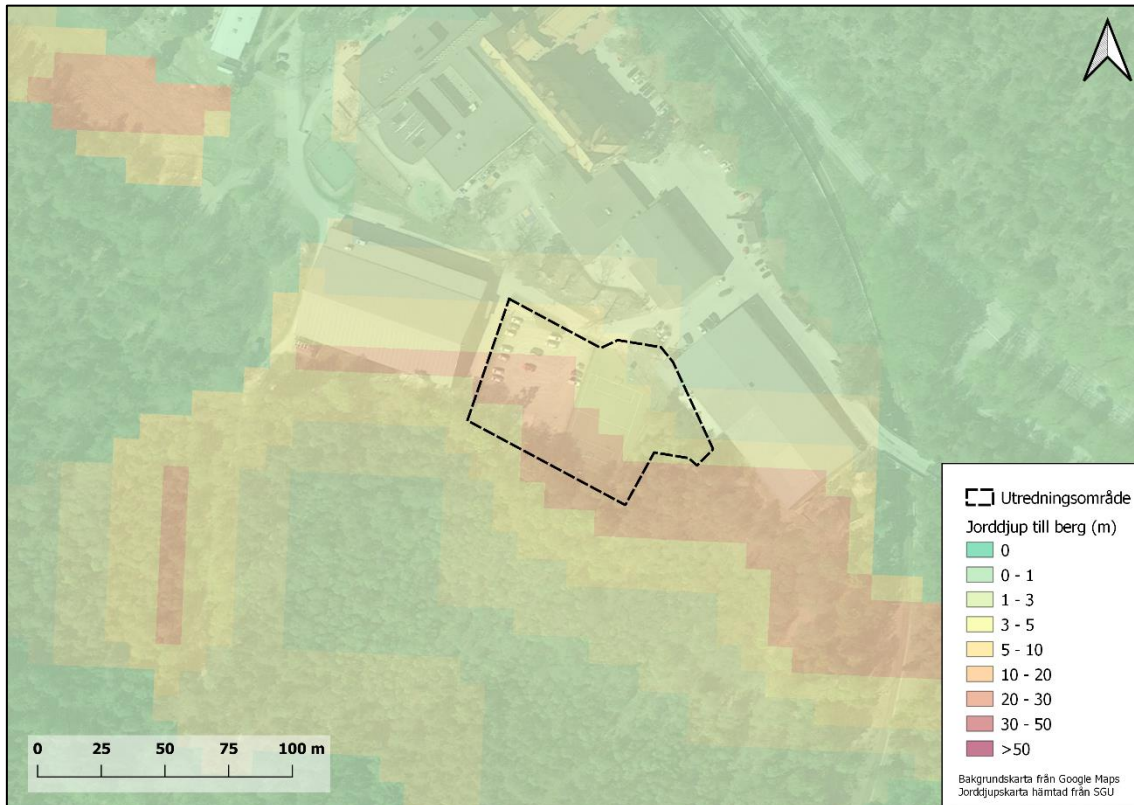 Utredningsområde
Jorddjup till berg (m)
0
0 - 1
1 - 3
3 - 5
5 - 10
10 - 20
20 - 30
30 - 50
>50
Bakgrundskarta från Google Maps
Jorddjupskarta hämtad från SGU
0 25 50 75 100 m